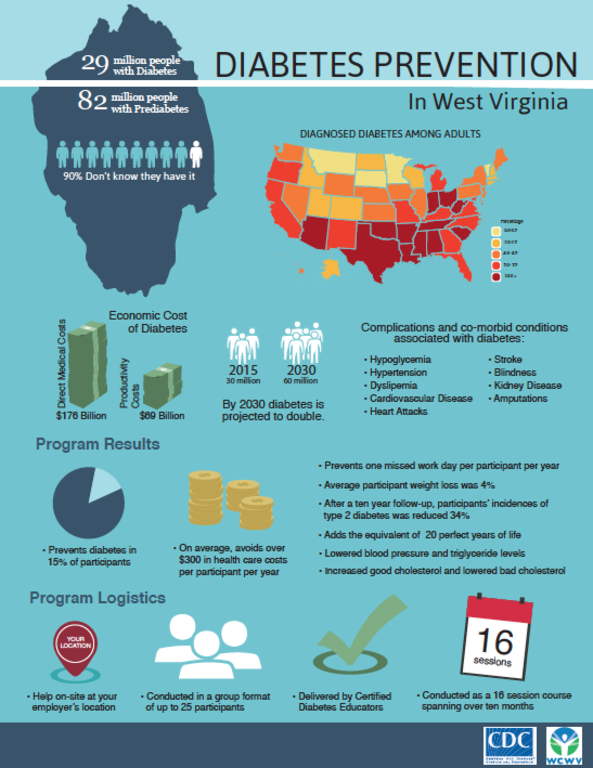 29 million people
with Diabetes
82 million people
with Prediabetes
90% Don't know they have it
DIABETES PREVENTION
In West Virginia
DIAGNOSED DIABETES AMONG ADULTS
Percentage
Economic Cost
of Diabetes
Direct Medical Costs
$176 Billion
Productivity
Costs
$69 Billion
2015
30 million
2030
60 million
By 2030 diabetes is
projected to double.
Complications and co-morbid conditions
associated with diabetes:
• Hypoglycemia
• Hypertension
• Dyslipemia
• Cardiovascular Disease
• Heart Attacks
• Stroke
• Blindness
• Kidney Disease
• Amputations
Program Results
• Prevents diabetes in
15% of participants
• On average, avoids over
$300 in health care costs
per participant per year
• Prevents one missed work day per participant per year
• Average participant weight loss was 4%
• After a ten year follow-up, participants' incidences of
type 2 diabetes was reduced 34%
• Adds the equivalent of 20 perfect years of life
• Lowered blood pressure and triglyceride levels
• Increased good cholesterol and lowered bad cholesterol
Program Logistics
YOUR
LOCATION
• Help on-site at your
employer's location
• Conducted in a group format
of up to 25 participants
• Delivered by Certified
Diabetes Educators
16
sessions
• Conducted as a 16 session course
spanning over ten months
CDC
WCWV